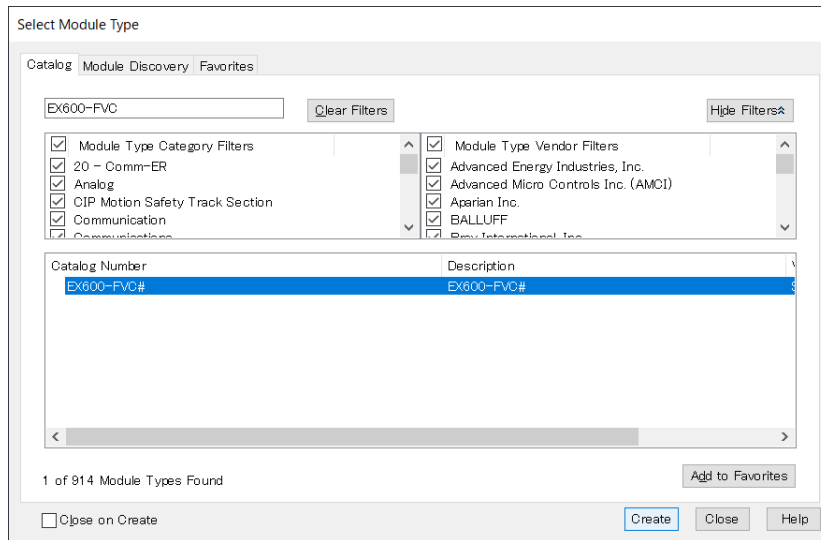 Select Module Type
Catalog Module Discovery Favorites
EX600-FVC Clear Filters Hide Filters
Module Type Category Filters
20 - Comm-ER
Analog
CIP Motion Safety Track Section
Communication
Communications
Module Type Vendor Filters
Advanced Energy Industries, Inc.
Advanced Micro Controls Inc. (AMCI)
Aparian Inc.
BALLUFF
Catalog Number Description
EX600-FVC# EX600-FVC#
1 of 914 Module Types Found
Add to Favorites
Close on Create
Create Close Help